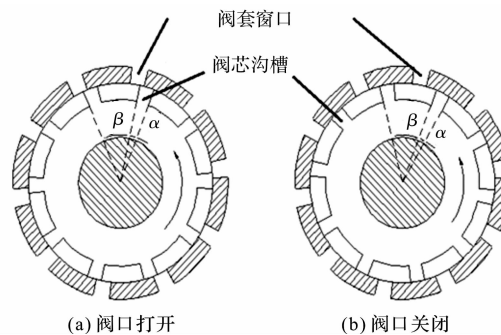 阀套窗口
阀芯沟槽
β α
β α
(a) 阀口打开
(b) 阀口关闭